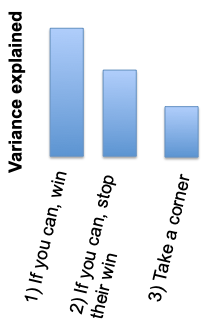 Variance explained
1) If you can, win
2) If you can, stop
their win
3) Take a corner